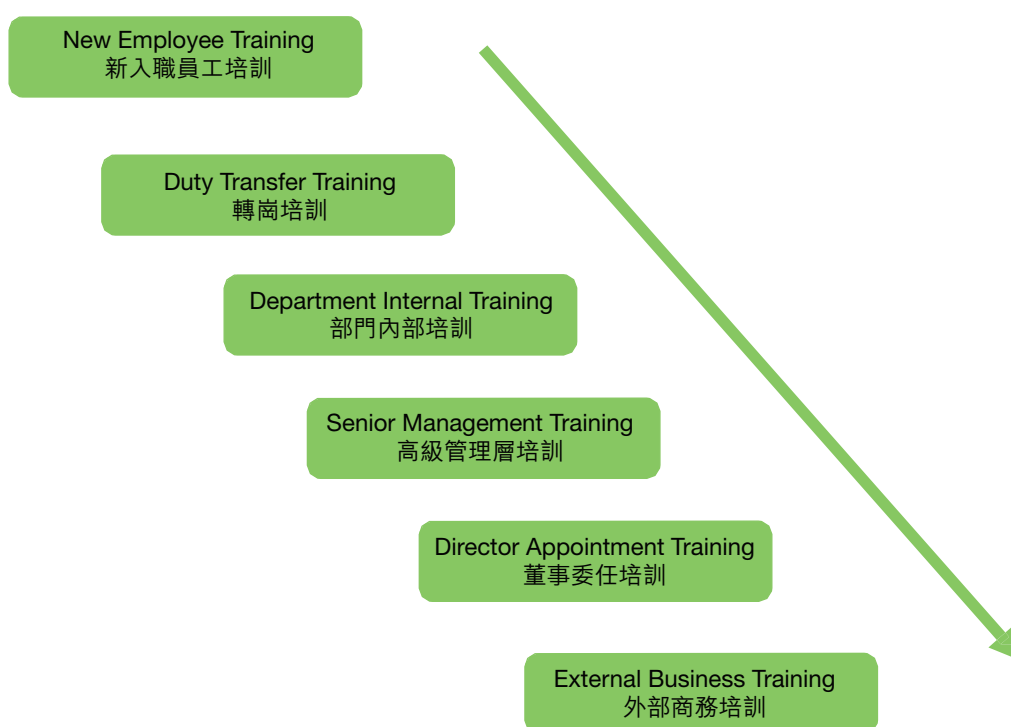 New Employee Training
新入職員工培訓
Duty Transfer Training
轉崗培訓
Department Internal Training
部門內部培訓
Senior Management Training
高級管理層培訓
Director Appointment Training
董事委任培訓
External Business Training
外部商務培訓